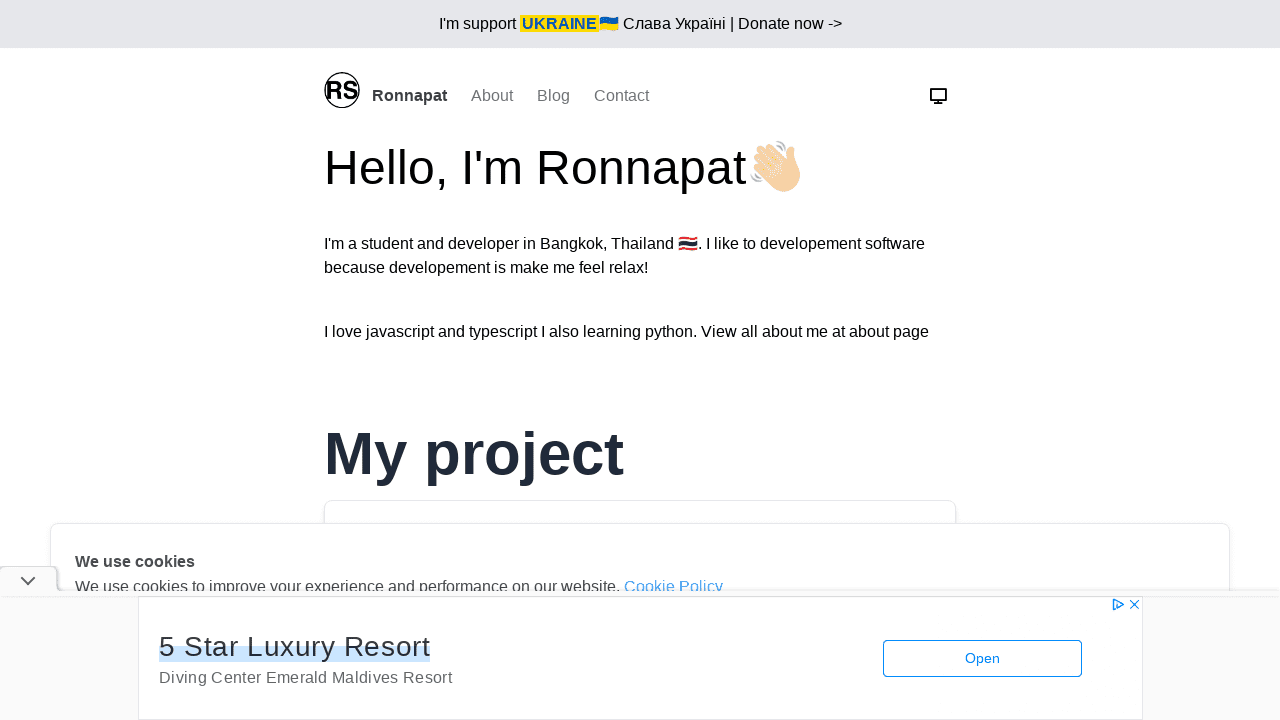 I'm support UKRAINE🇺🇦 Слава Україні | Donate now ->
RS Ronnapat About Blog Contact
Hello, I'm Ronnapat👋🏼
I'm a student and developer in Bangkok, Thailand 🇹🇭. I like to developement software
because developement is make me feel relax!
I love javascript and typescript I also learning python. View all about me at about page
My project
We use cookies
We use cookies to improve your experience and performance on our website. Cookie Policy
5 Star Luxury Resort
Diving Center Emerald Maldives Resort
Open